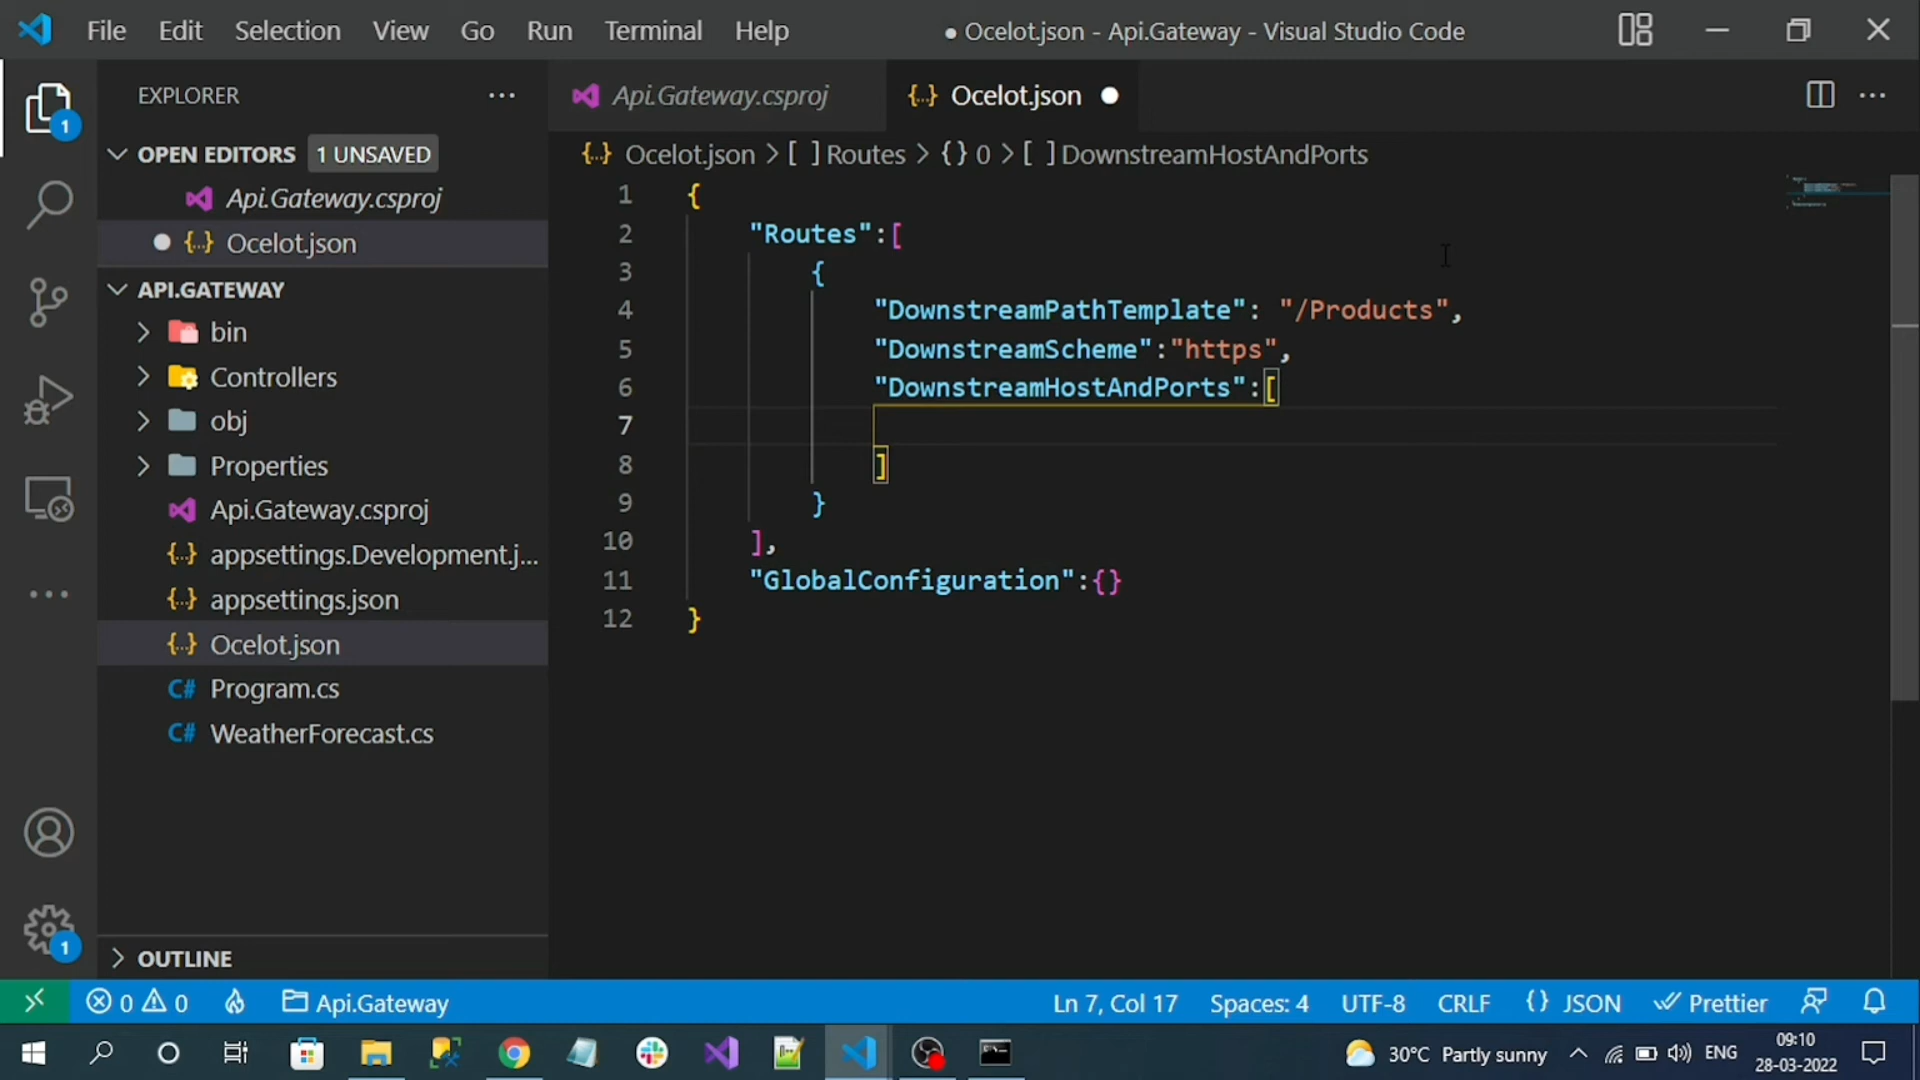 File Edit Selection View Go Run Terminal Help
● Ocelot.json - Api.Gateway - Visual Studio Code
EXPLORER
Api.Gateway.csproj
Ocelot.json
OPEN EDITORS 1 UNSAVED
Api.Gateway.csproj
Ocelot.json
API.GATEWAY
bin
Controllers
obj
Properties
Api.Gateway.csproj
appsettings.Development.j...
appsettings.json
Ocelot.json
C# Program.cs
C# WeatherForecast.cs
OUTLINE
{..} Ocelot.json > [ ] Routes > {} 0 > [ ] DownstreamHostAndPorts
1 {
2 "Routes":[
3 {
4 "DownstreamPathTemplate": "/Products",
5 "DownstreamScheme":"https",
6 "DownstreamHostAndPorts":[
7
8 ]
9 }
10 ],
11 "GlobalConfiguration":{}
12 }
1
1
0 0 Api.Gateway Ln 7, Col 17 Spaces: 4 UTF-8 CRLF {} JSON Prettier
30°C Partly sunny ENG
09:10
28-03-2022